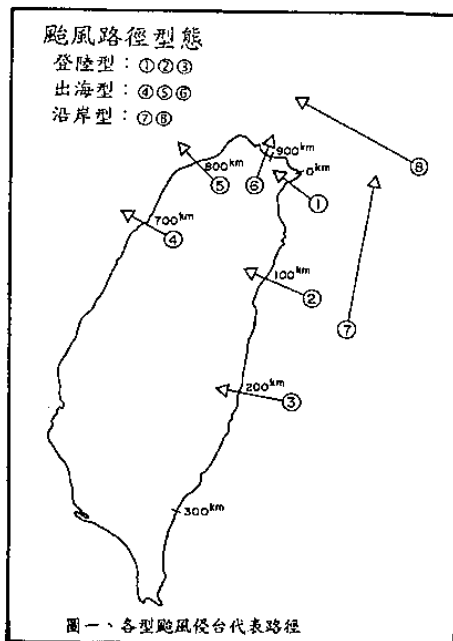 颱風路徑型態
登陸型：①②③
出海型：④⑤⑥
沿岸型：⑦⑧
900km
800km
0km
⑧
⑤
⑥
①
700km
④
100km
②
⑦
200km
③
300km
圖一、各型颱風侵台代表路徑